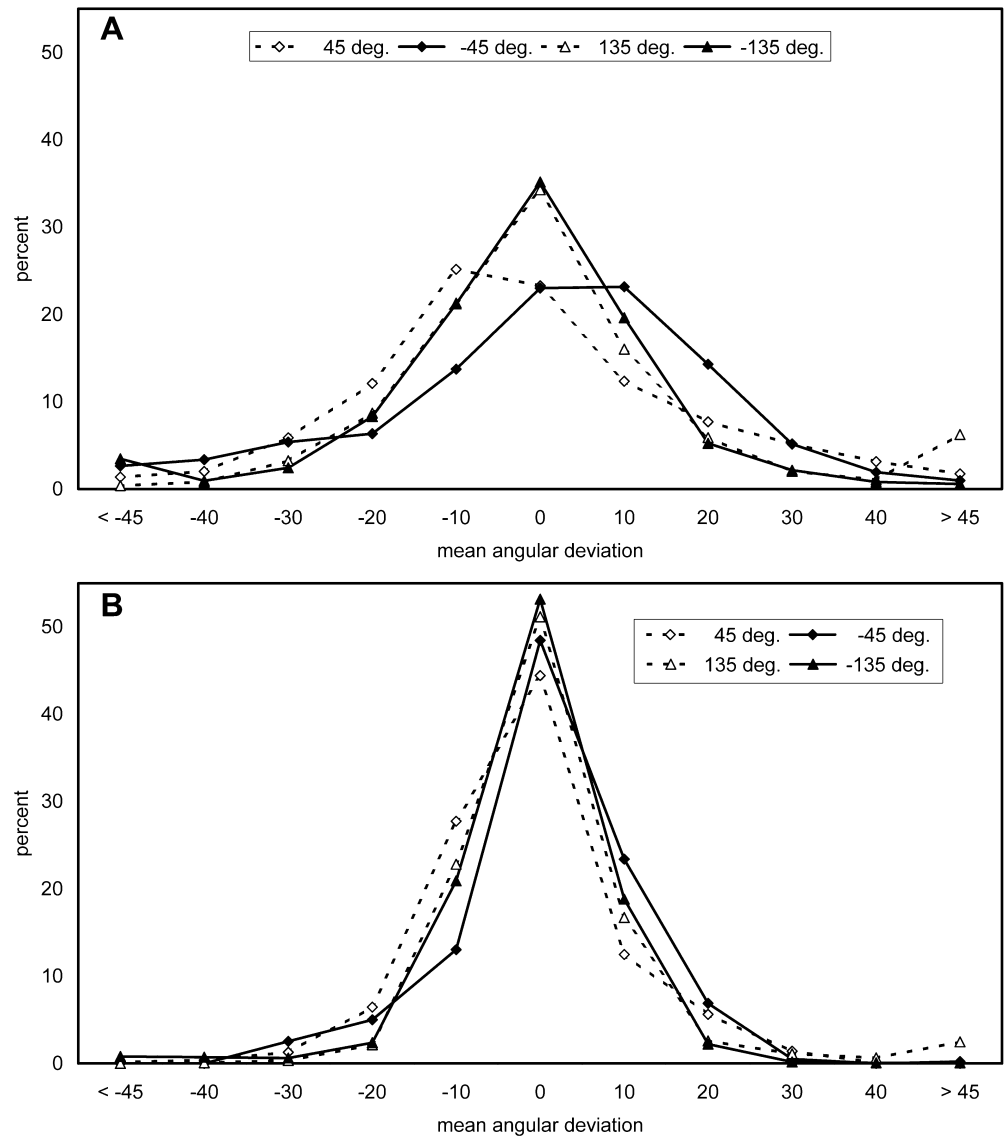 A
45 deg. -45 deg. 135 deg. -135 deg.
50
40
30
20
10
0
percent
< -45 -40 -30 -20 -10 0 10 20 30 40 > 45
mean angular deviation
B
45 deg. -45 deg.
135 deg. -135 deg.
50
40
30
20
10
0
percent
< -45 -40 -30 -20 -10 0 10 20 30 40 > 45
mean angular deviation